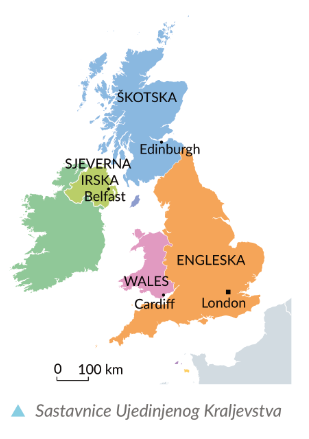 ŠKOTSKA
Edinburgh
SJEVERNA
IRSKA
Belfast
ENGLESKA
WALES
London
Cardiff
0 100 km
Sastavnice Ujedinjenog Kraljevstva